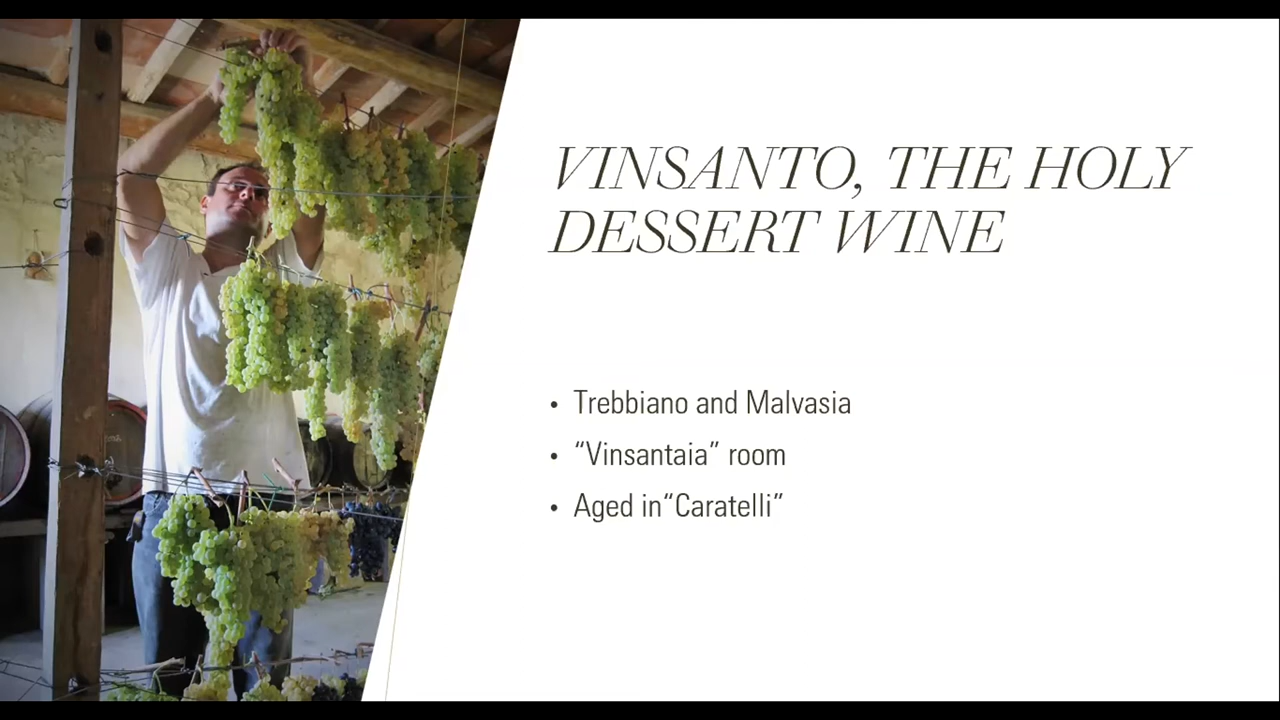 VINSANTO, THE HOLY
DESSERT WINE
• Trebbiano and Malvasia
• “Vinsantaia” room
• Aged in“Caratelli”